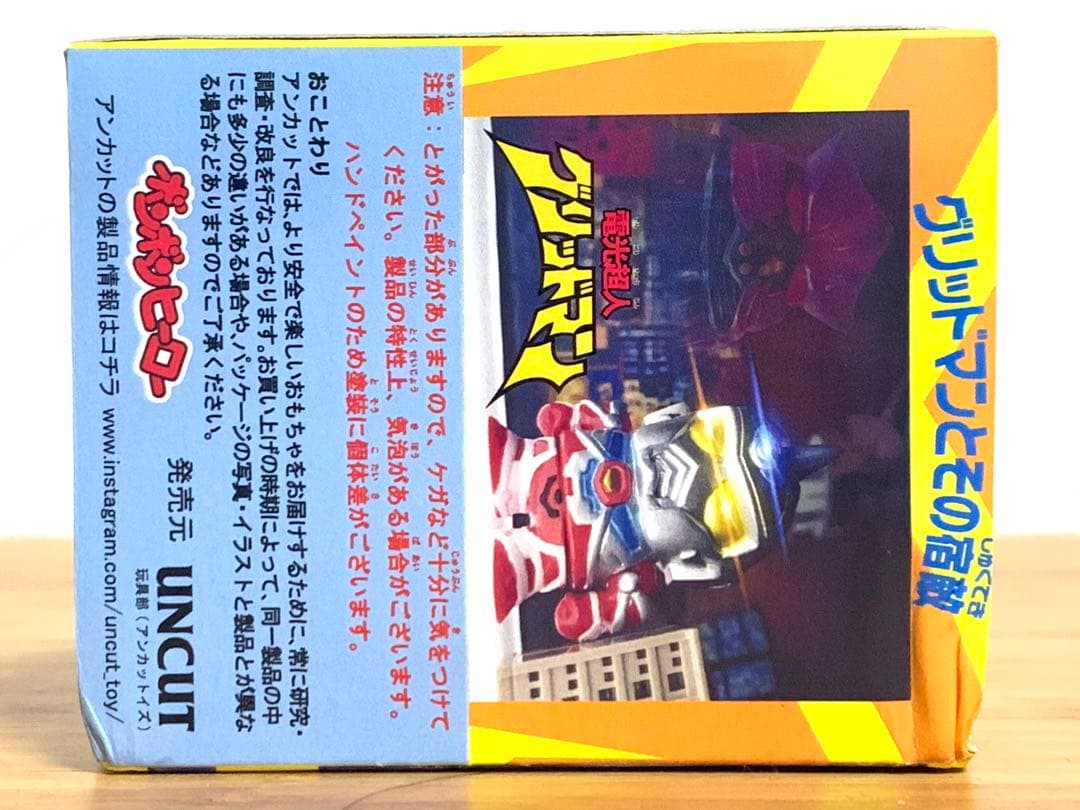 グリッドマンとその宿敵
しゅくてき
電光超人
グリッドマン
注意：とがった部分がありますので、ケガなど十分に気をつけて
ください。製品の特性上、気泡がある場合がございます。
ハンドペイントのため塗装に個体差がございます。
おことわり
アンカットでは、より安全で楽しいおもちゃをお届けするために、常に研究・
調査・改良を行なっております。お買い上げの時期によって、同一製品の中
にも多少の違いがある場合や、パッケージの写真・イラストと製品とが異な
る場合などありますのでご了承ください。
ボンボンヒーロー
発売元 UNCUT
玩具部（アンカットトイズ）
アンカットの製品情報はコチラ www.instagram.com/uncut_toy/